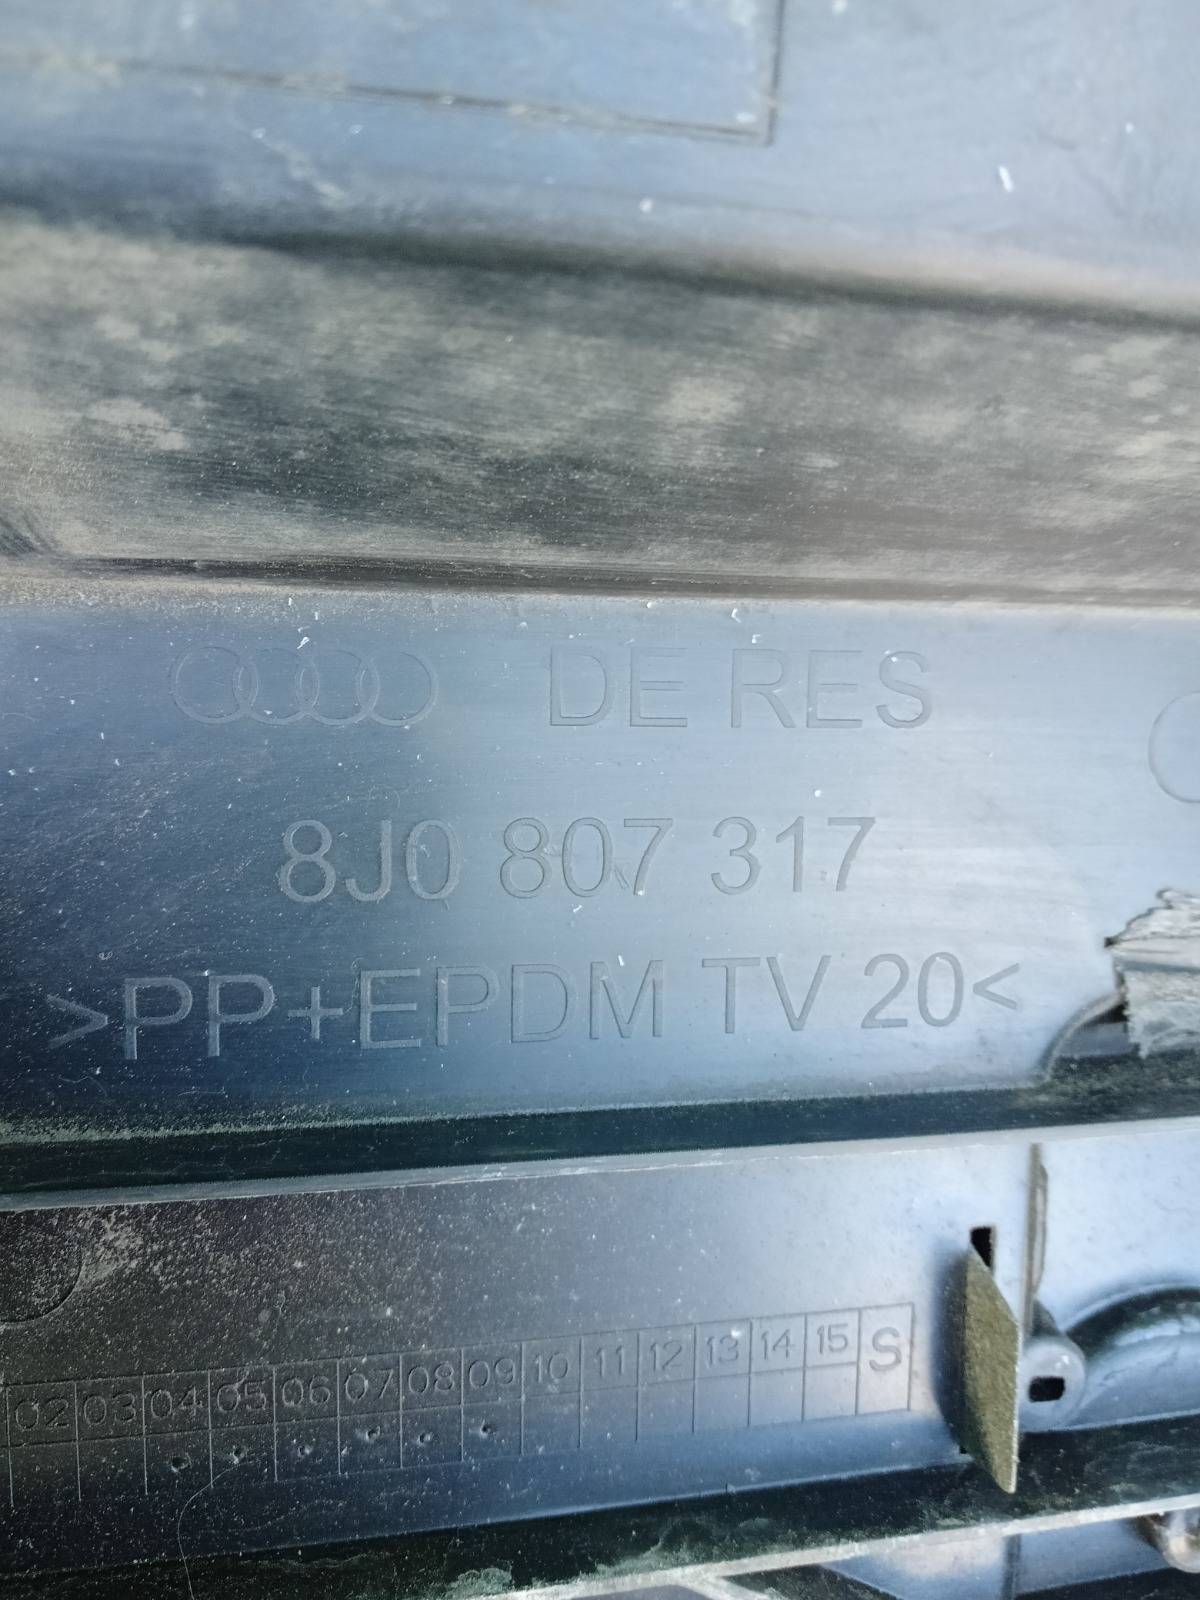 DE RES
8J0 807 317
>PP+EPDM TV 20<
02 03 04 05 06 07 08 09 10 11 12 13 14 15 S